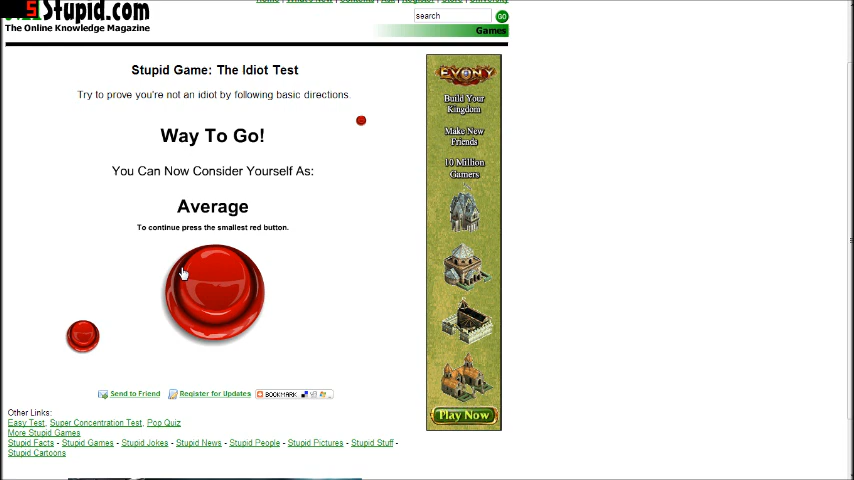 Stupid.com
The Online Knowledge Magazine
search
GO
Games
Stupid Game: The Idiot Test
Try to prove you're not an idiot by following basic directions.
Way To Go!
You Can Now Consider Yourself As:
Average
To continue press the smallest red button.
Send to Friend
Register for Updates
BOOKMARK
Other Links:
Easy Test, Super Concentration Test, Pop Quiz
More Stupid Games
Stupid Facts - Stupid Games - Stupid Jokes - Stupid News - Stupid People - Stupid Pictures - Stupid Stuff -
Stupid Cartoons
EVONY
Build Your
Kingdom
Make New
Friends
10 Million
Gamers
Play Now